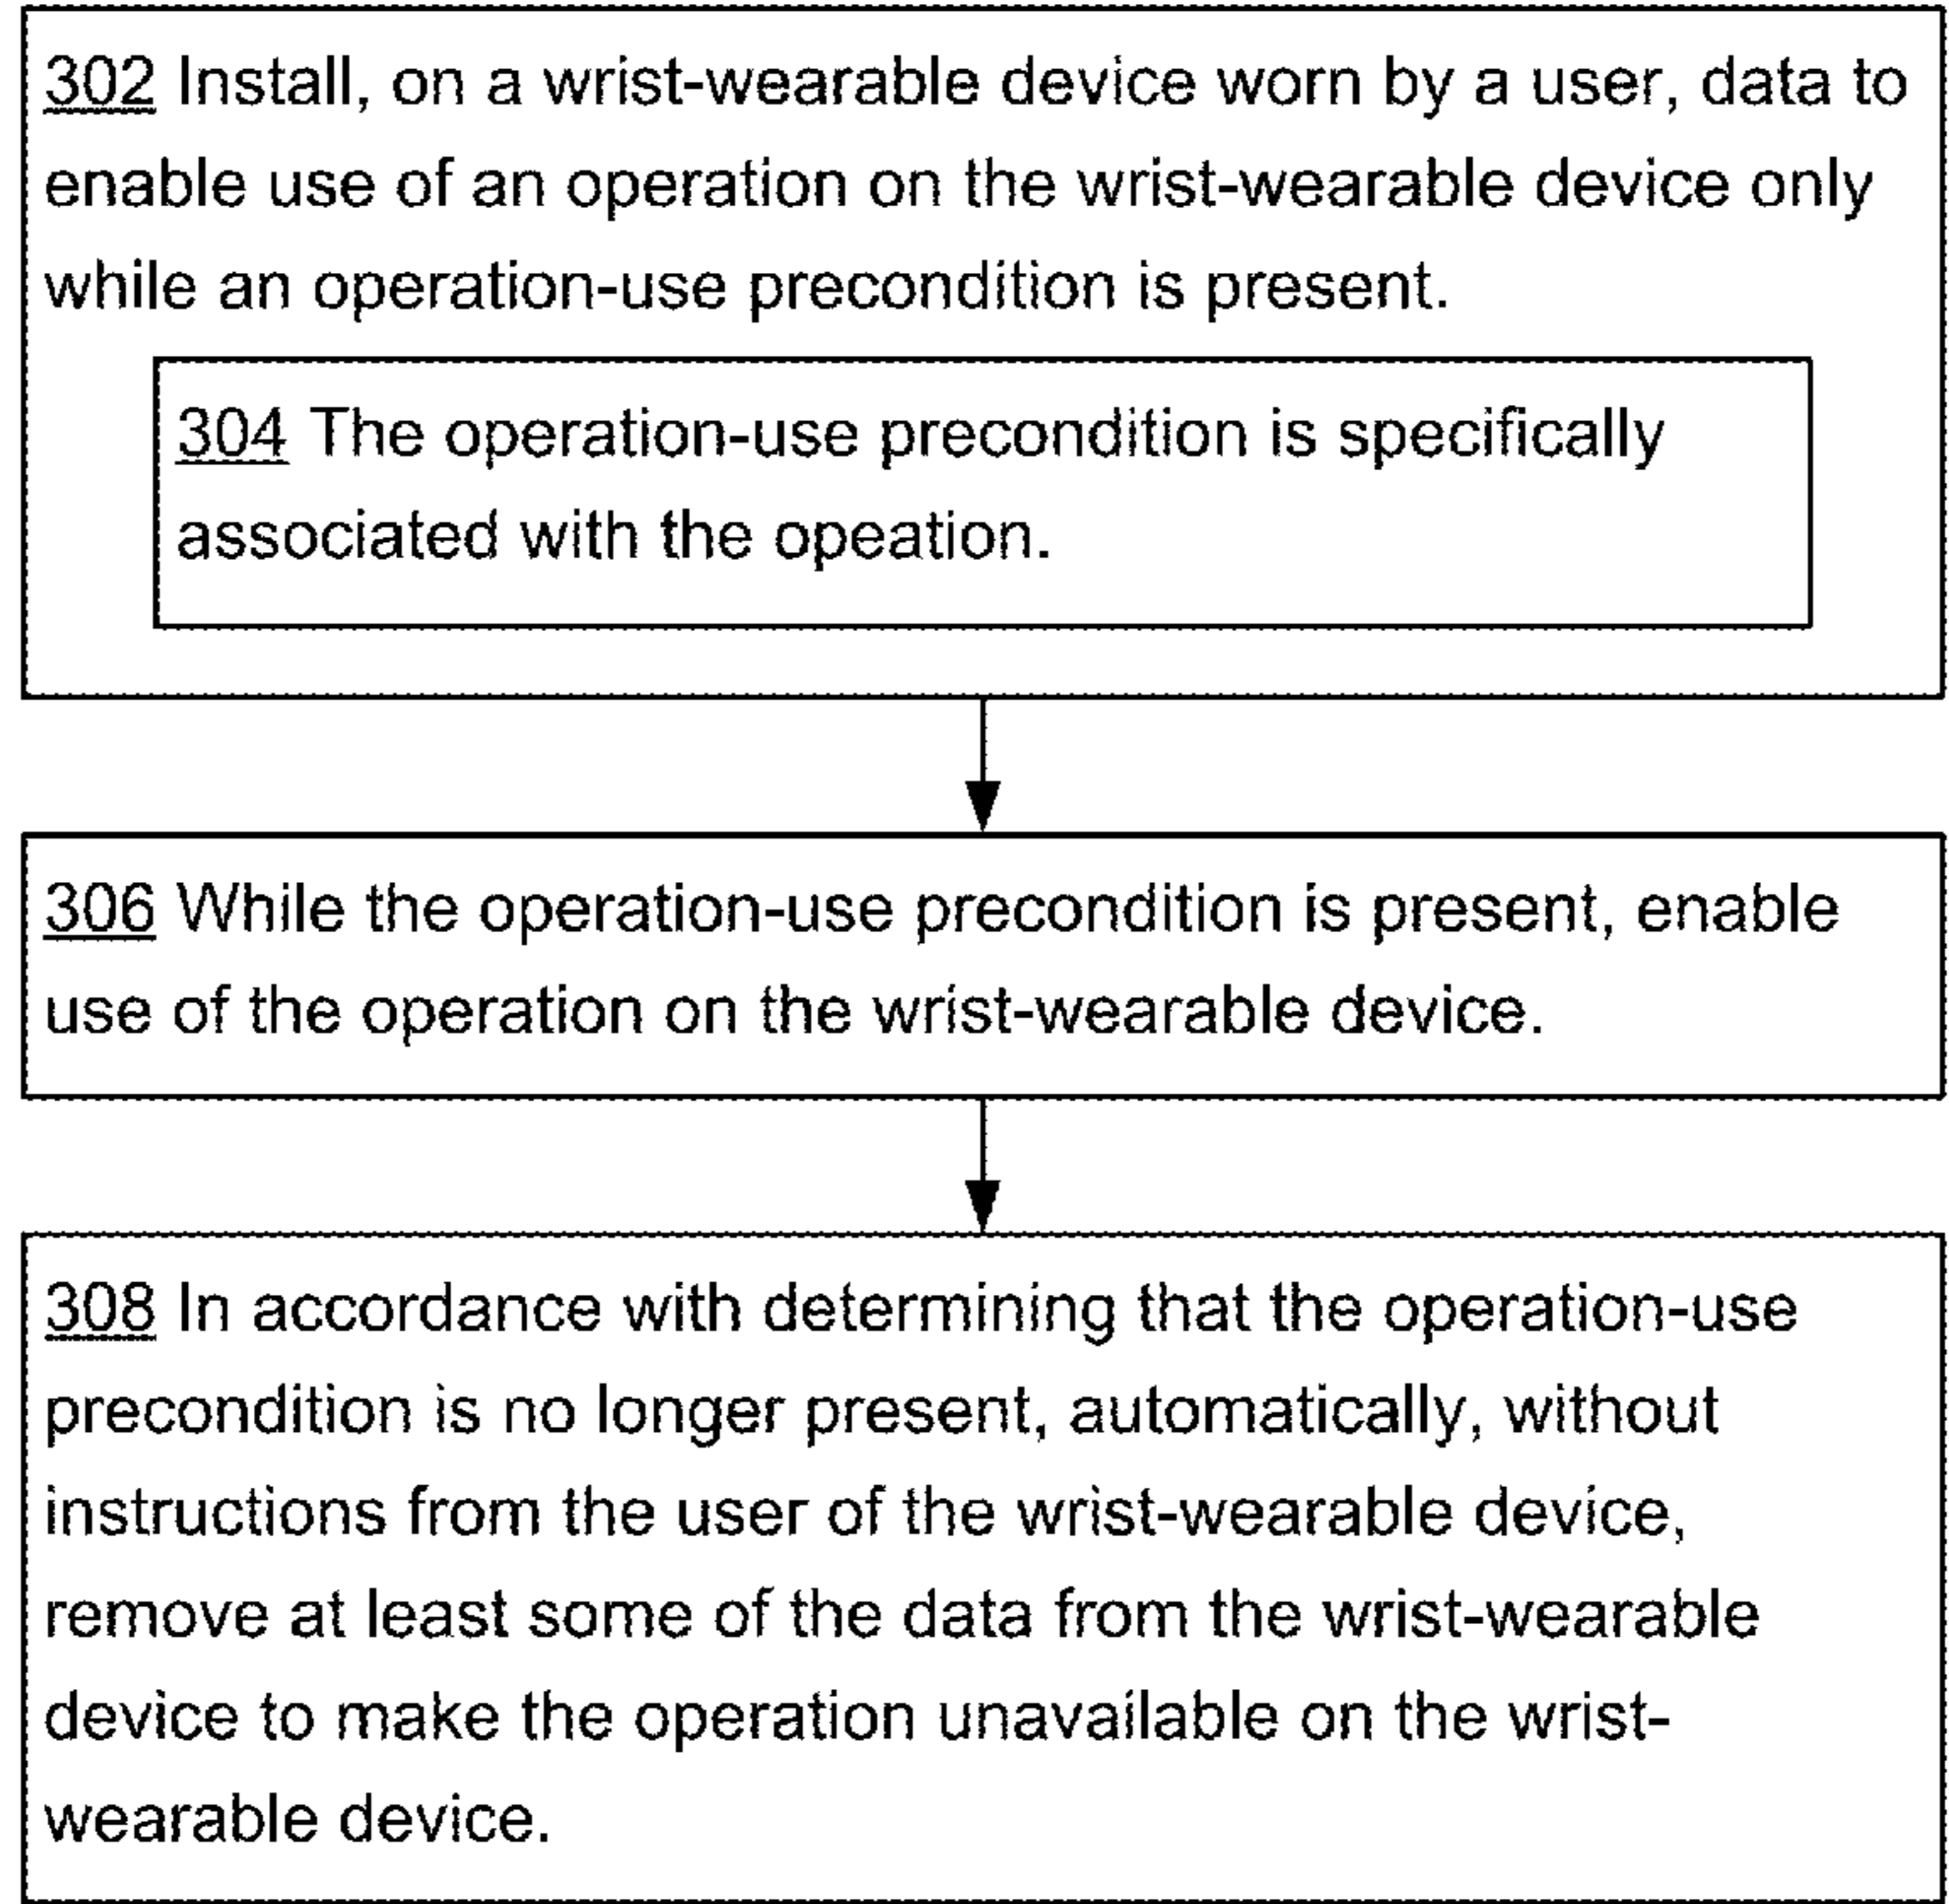 302 Install, on a wrist-wearable device worn by a user, data to
enable use of an operation on the wrist-wearable device only
while an operation-use precondition is present.
304 The operation-use precondition is specifically
associated with the opeation.
306 While the operation-use precondition is present, enable
use of the operation on the wrist-wearable device.
308 In accordance with determining that the operation-use
precondition is no longer present, automatically, without
instructions from the user of the wrist-wearable device,
remove at least some of the data from the wrist-wearable
device to make the operation unavailable on the wrist-
wearable device.